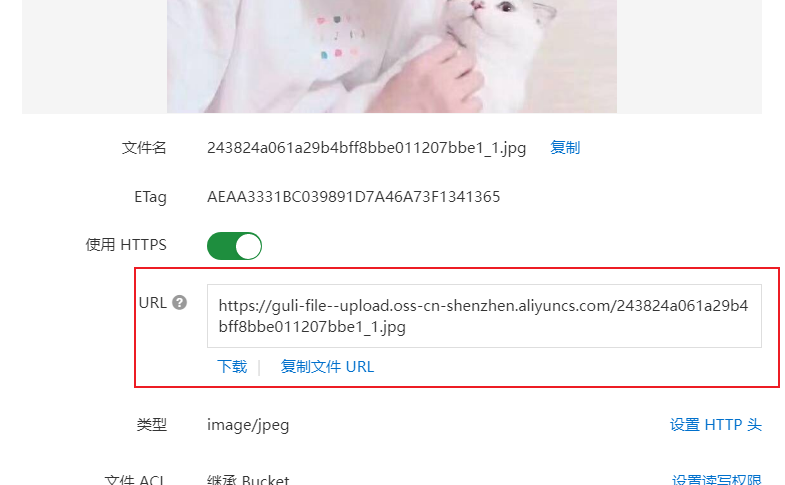 文件名 243824a061a29b4bff8bbe011207bbe1_1.jpg 复制
ETag AEAA3331BC039891D7A46A73F1341365
使用 HTTPS
URL ? https://guli-file--upload.oss-cn-shenzhen.aliyuncs.com/243824a061a29b4
bff8bbe011207bbe1_1.jpg
下载 复制文件 URL
类型 image/jpeg 设置 HTTP 头
文件 ACL 继承 Bucket 设置读写权限